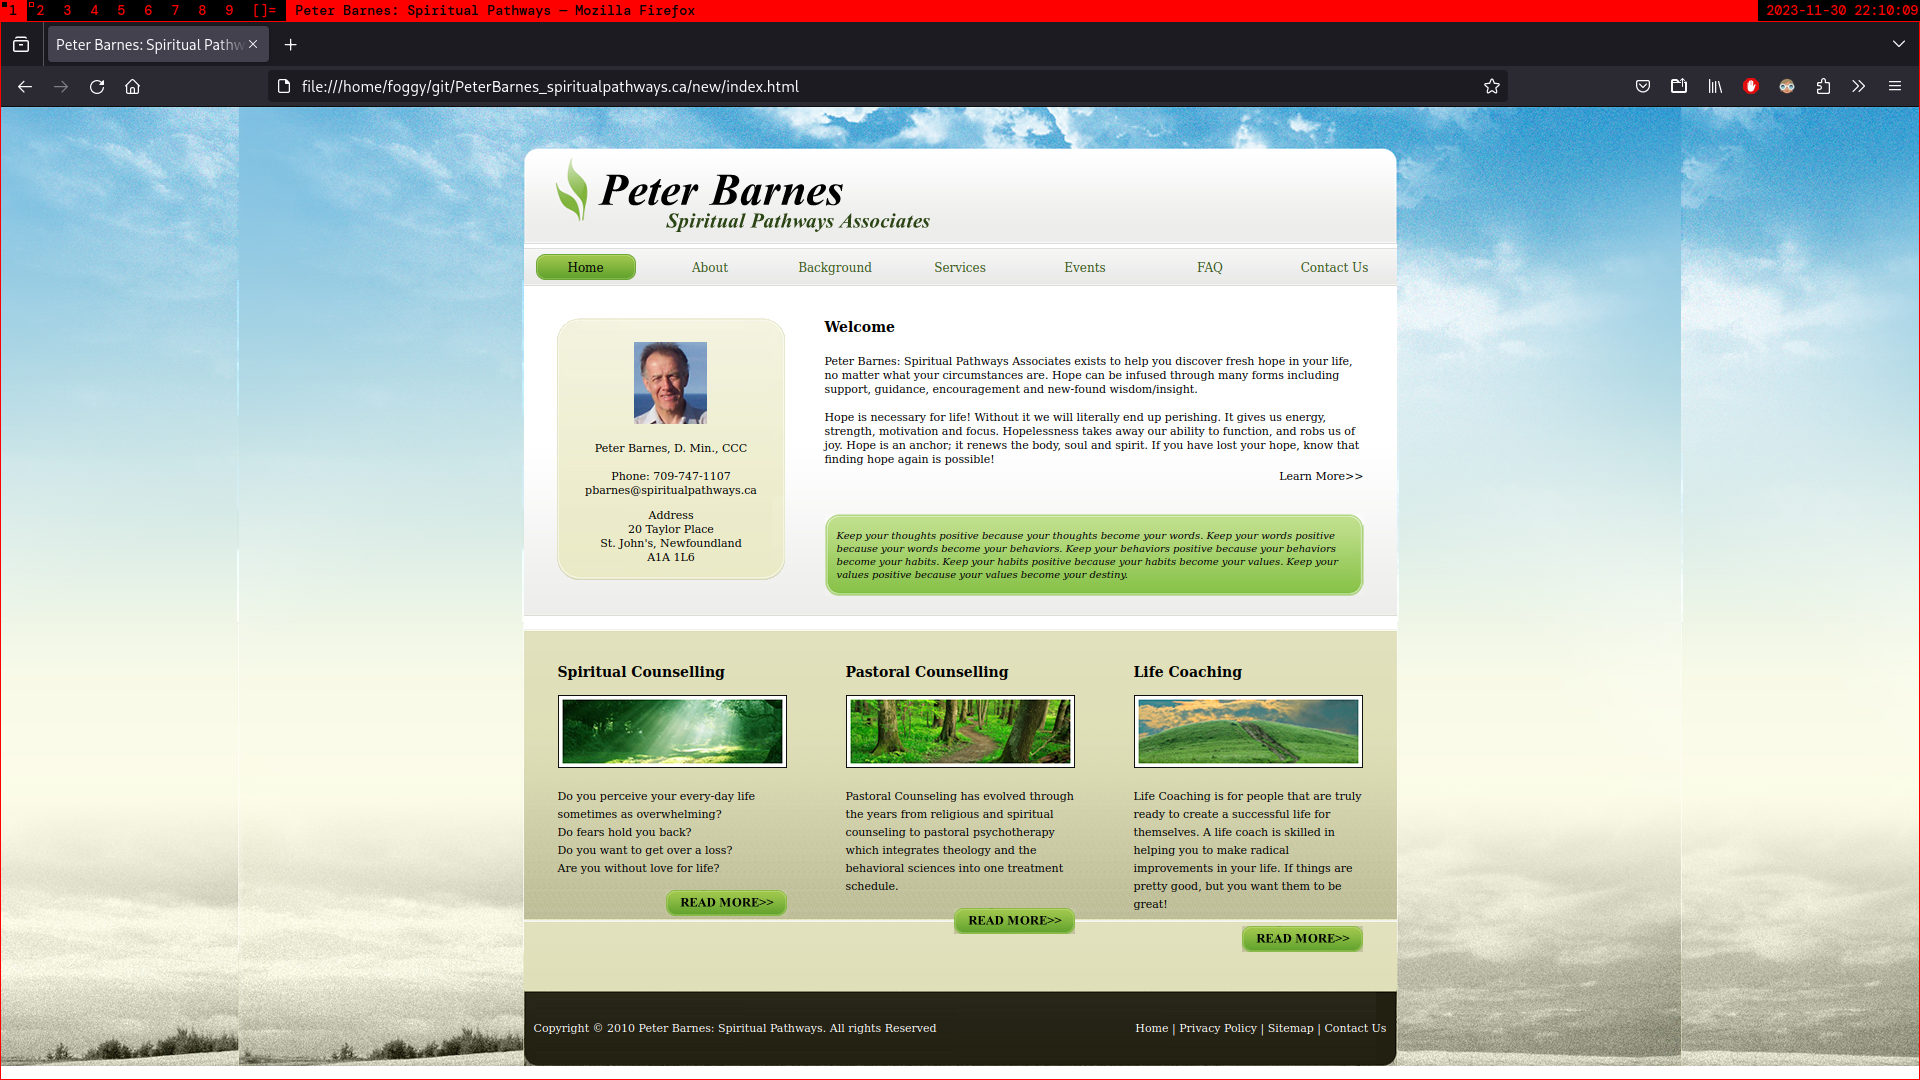 1 2 3 4 5 6 7 8 9 []= Peter Barnes: Spiritual Pathways — Mozilla Firefox 2023-11-30 22:10:09
Peter Barnes: Spiritual Pathw
file:///home/foggy/git/PeterBarnes_spiritualpathways.ca/new/index.html
Peter Barnes
Spiritual Pathways Associates
Home About Background Services Events FAQ Contact Us
Peter Barnes, D. Min., CCC
Phone: 709-747-1107
pbarnes@spiritualpathways.ca
Address
20 Taylor Place
St. John's, Newfoundland
A1A 1L6
Welcome
Peter Barnes: Spiritual Pathways Associates exists to help you discover fresh hope in your life,
no matter what your circumstances are. Hope can be infused through many forms including
support, guidance, encouragement and new-found wisdom/insight.
Hope is necessary for life! Without it we will literally end up perishing. It gives us energy,
strength, motivation and focus. Hopelessness takes away our ability to function, and robs us of
joy. Hope is an anchor; it renews the body, soul and spirit. If you have lost your hope, know that
finding hope again is possible!
Learn More>>
Keep your thoughts positive because your thoughts become your words. Keep your words positive
because your words become your behaviors. Keep your behaviors positive because your behaviors
become your habits. Keep your habits positive because your habits become your values. Keep your
values positive because your values become your destiny.
Spiritual Counselling
Do you perceive your every-day life
sometimes as overwhelming?
Do fears hold you back?
Do you want to get over a loss?
Are you without love for life?
READ MORE>>
Pastoral Counselling
Pastoral Counseling has evolved through
the years from religious and spiritual
counseling to pastoral psychotherapy
which integrates theology and the
behavioral sciences into one treatment
schedule.
READ MORE>>
Life Coaching
Life Coaching is for people that are truly
ready to create a successful life for
themselves. A life coach is skilled in
helping you to make radical
improvements in your life. If things are
pretty good, but you want them to be
great!
READ MORE>>
Copyright © 2010 Peter Barnes: Spiritual Pathways. All rights Reserved
Home | Privacy Policy | Sitemap | Contact Us